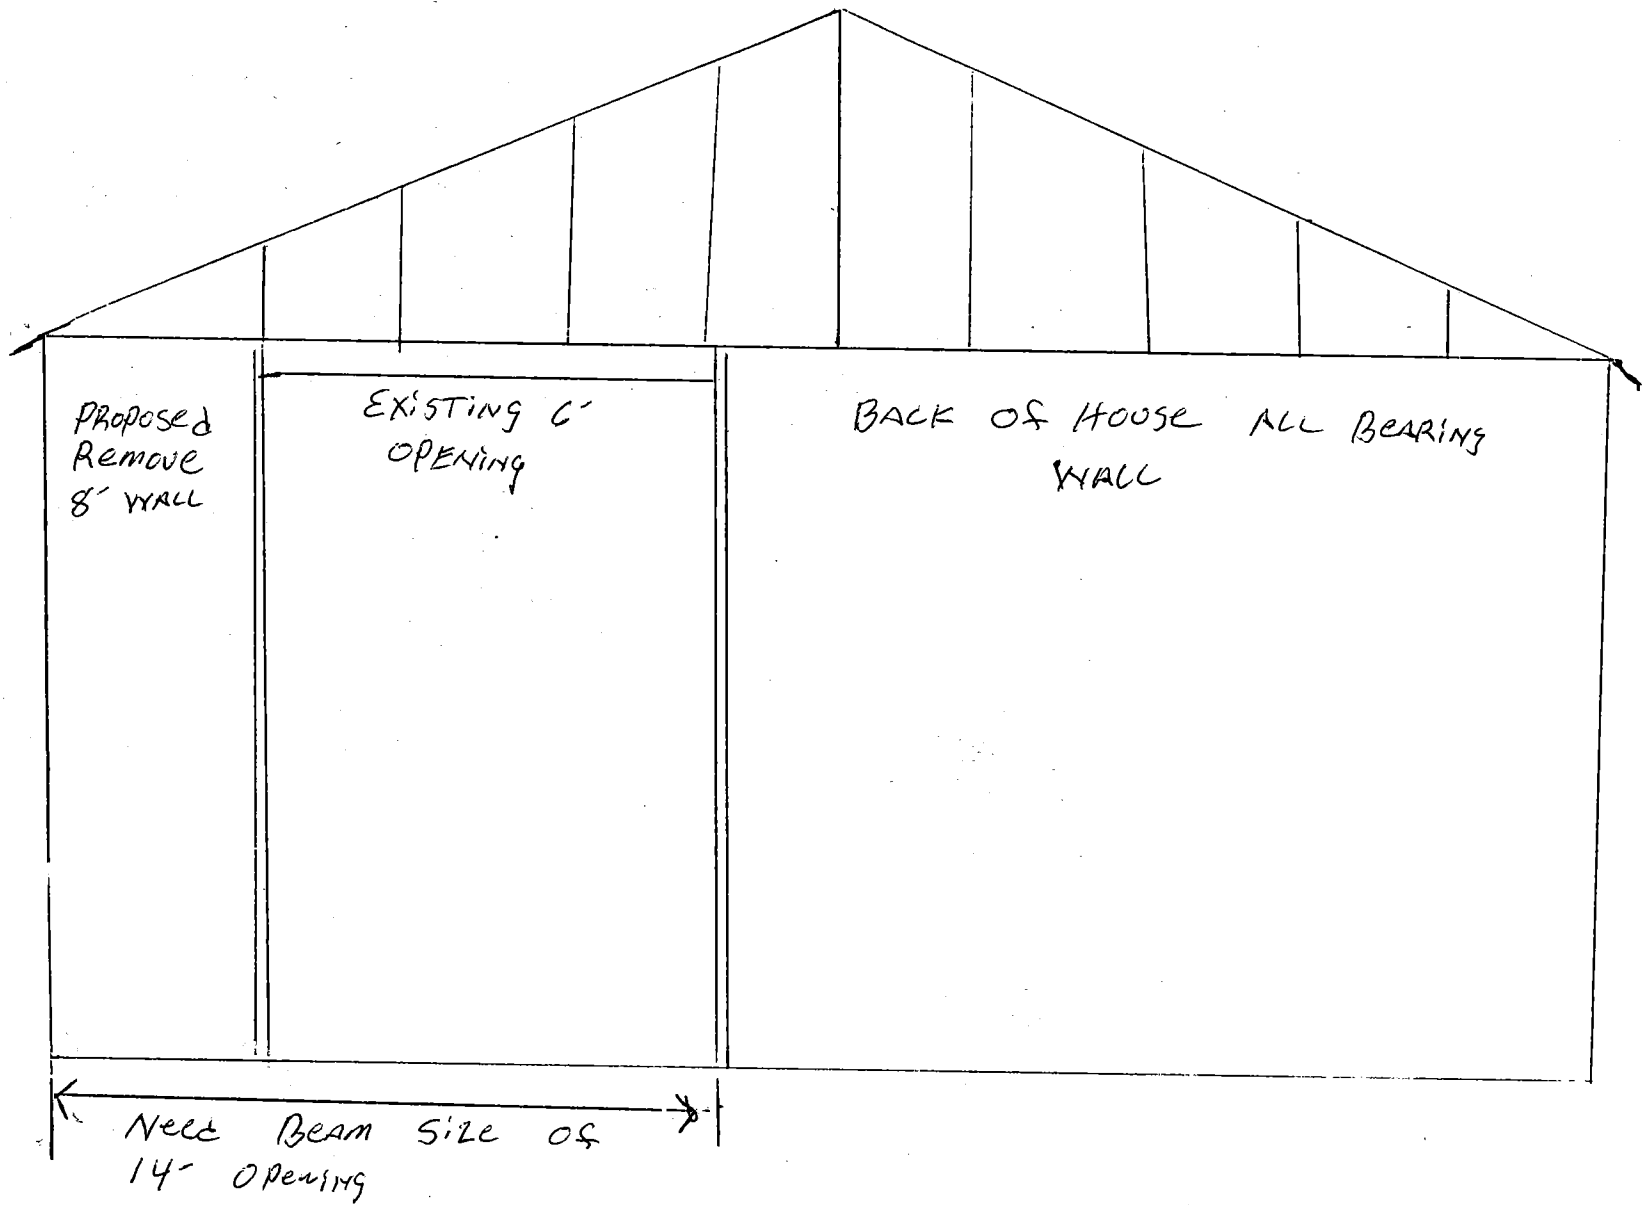 PROPOSED
REMOVE
8' WALL
EXISTING 6'
OPENING
BACK OF HOUSE ALL BEARING
WALL
Need BEAM SIZE OF
14' OPENING